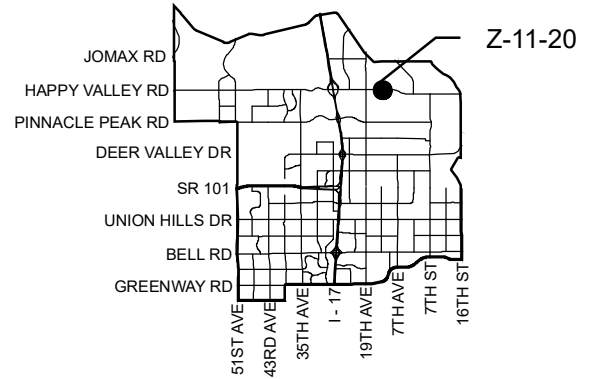 Z-11-20
JOMAX RD
HAPPY VALLEY RD
PINNACLE PEAK RD
DEER VALLEY DR
SR 101
UNION HILLS DR
BELL RD
GREENWAY RD
51ST AVE
43RD AVE
35TH AVE
I - 17
19TH AVE
7TH AVE
7TH ST
16TH ST